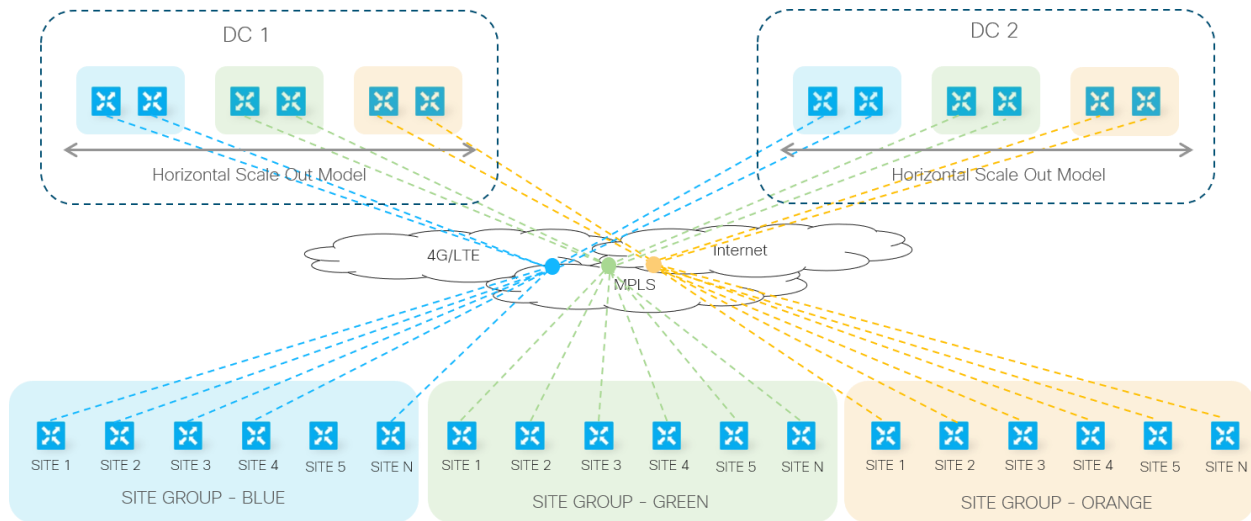 DC 1
DC 2
Horizontal Scale Out Model
Horizontal Scale Out Model
4G/LTE
Internet
MPLS
SITE 1 SITE 2 SITE 3 SITE 4 SITE 5 SITE N
SITE GROUP - BLUE
SITE 1 SITE 2 SITE 3 SITE 4 SITE 5 SITE N
SITE GROUP - GREEN
SITE 1 SITE 2 SITE 3 SITE 4 SITE 5 SITE N
SITE GROUP - ORANGE